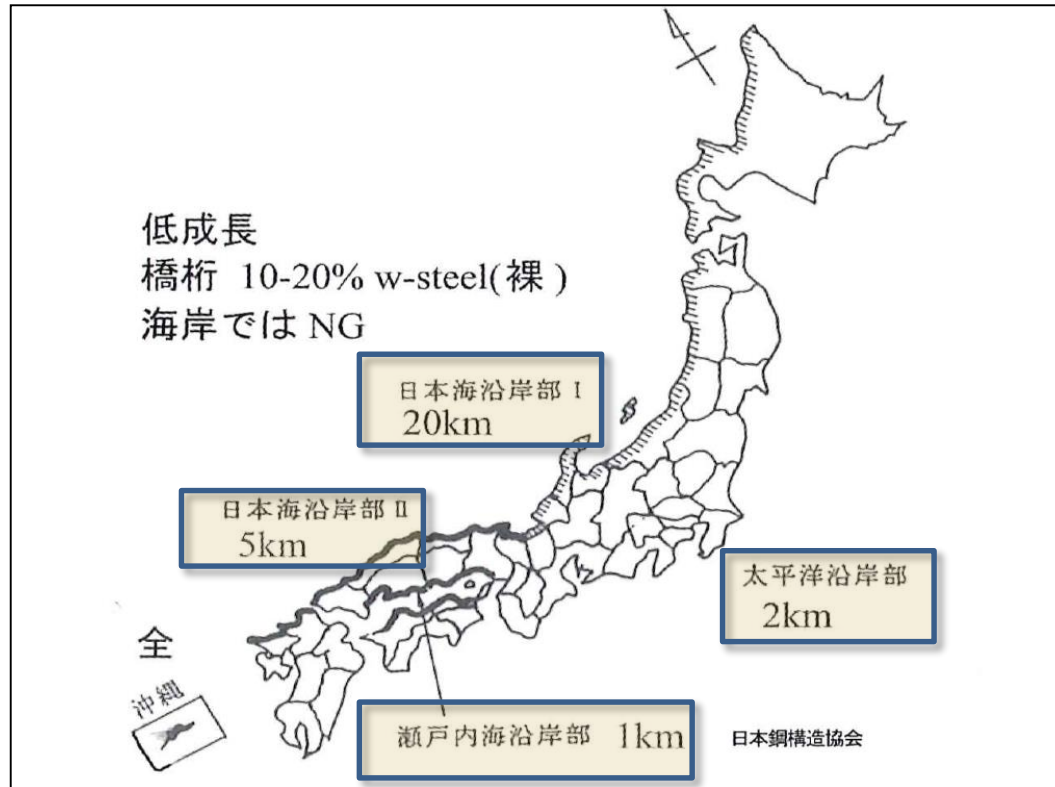 低成長
橋桁 10-20% w-steel(裸)
海岸では NG
日本海沿岸部 I
20km
日本海沿岸部 II
5km
太平洋沿岸部
2km
全
沖縄
瀬戸内海沿岸部 1km
日本鋼構造協会